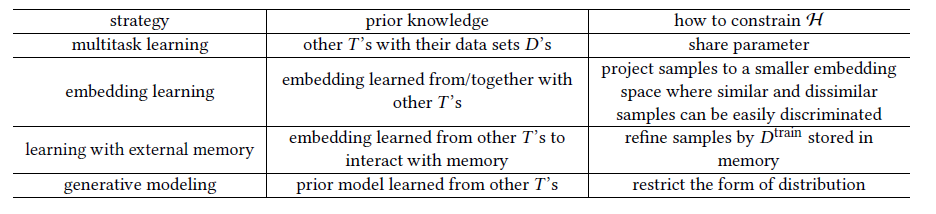 strategy prior knowledge how to constrain ℋ
multitask learning other T's with their data sets D's share parameter
embedding learning embedding learned from/together with other T's project samples to a smaller embedding space where similar and dissimilar samples can be easily discriminated
learning with external memory embedding learned from other T's to interact with memory refine samples by D^train stored in memory
generative modeling prior model learned from other T's restrict the form of distribution